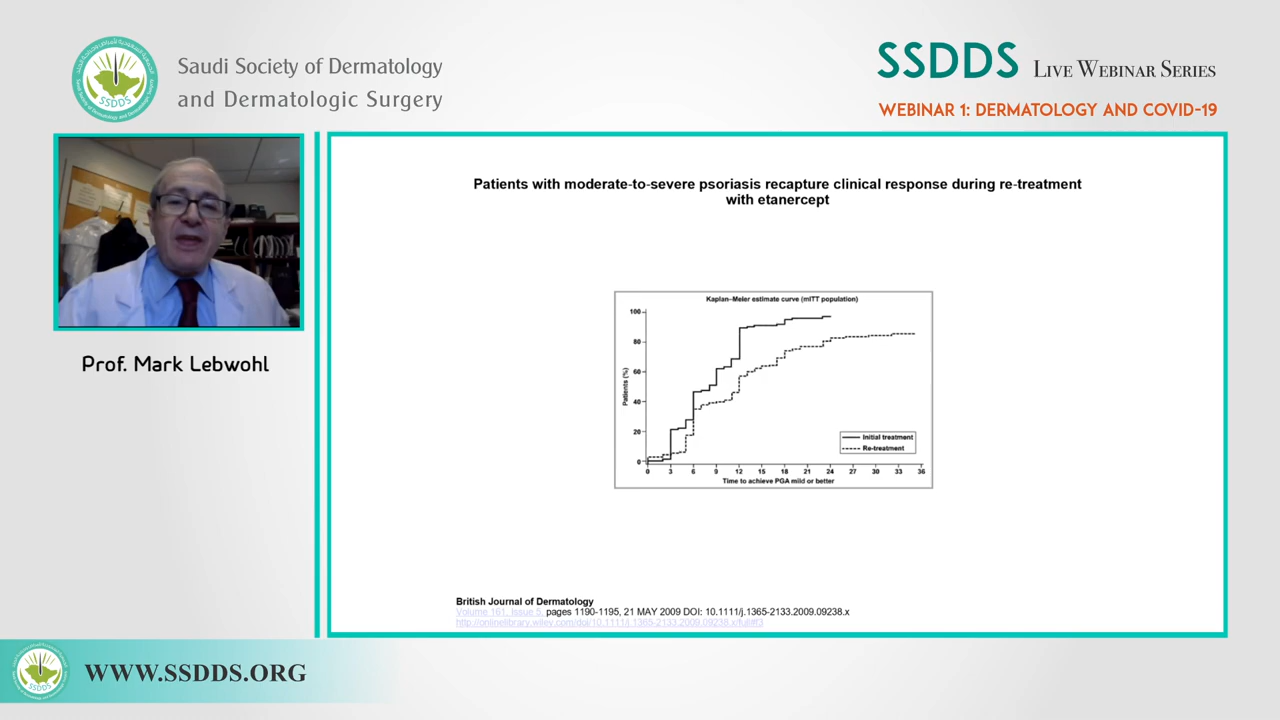 Saudi Society of Dermatology
and Dermatologic Surgery
SSDDS
SSDDS LIVE WEBINAR SERIES
WEBINAR 1: DERMATOLOGY AND COVID-19
Prof. Mark Lebwohl
Patients with moderate-to-severe psoriasis recapture clinical response during re-treatment
with etanercept
Kaplan–Meier estimate curve (mITT population)
Patients (%)
100
80
60
40
20
0
0 3 6 9 12 15 18 21 24 27 30 33 36
Time to achieve PGA mild or better
Initial treatment
Re-treatment
British Journal of Dermatology
Volume 161, Issue 5, pages 1190-1195, 21 MAY 2009 DOI: 10.1111/j.1365-2133.2009.09238.x
http://onlinelibrary.wiley.com/doi/10.1111/j.1365-2133.2009.09238.x/full#f3
SSDDS
WWW.SSDDS.ORG